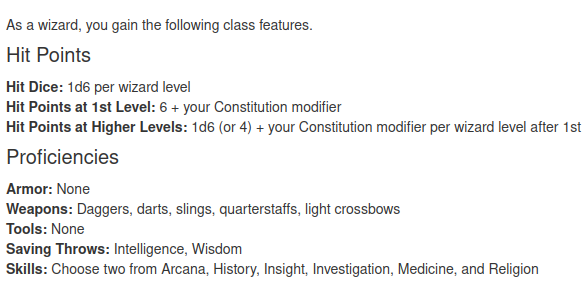 As a wizard, you gain the following class features.
Hit Points
Hit Dice: 1d6 per wizard level
Hit Points at 1st Level: 6 + your Constitution modifier
Hit Points at Higher Levels: 1d6 (or 4) + your Constitution modifier per wizard level after 1st
Proficiencies
Armor: None
Weapons: Daggers, darts, slings, quarterstaffs, light crossbows
Tools: None
Saving Throws: Intelligence, Wisdom
Skills: Choose two from Arcana, History, Insight, Investigation, Medicine, and Religion